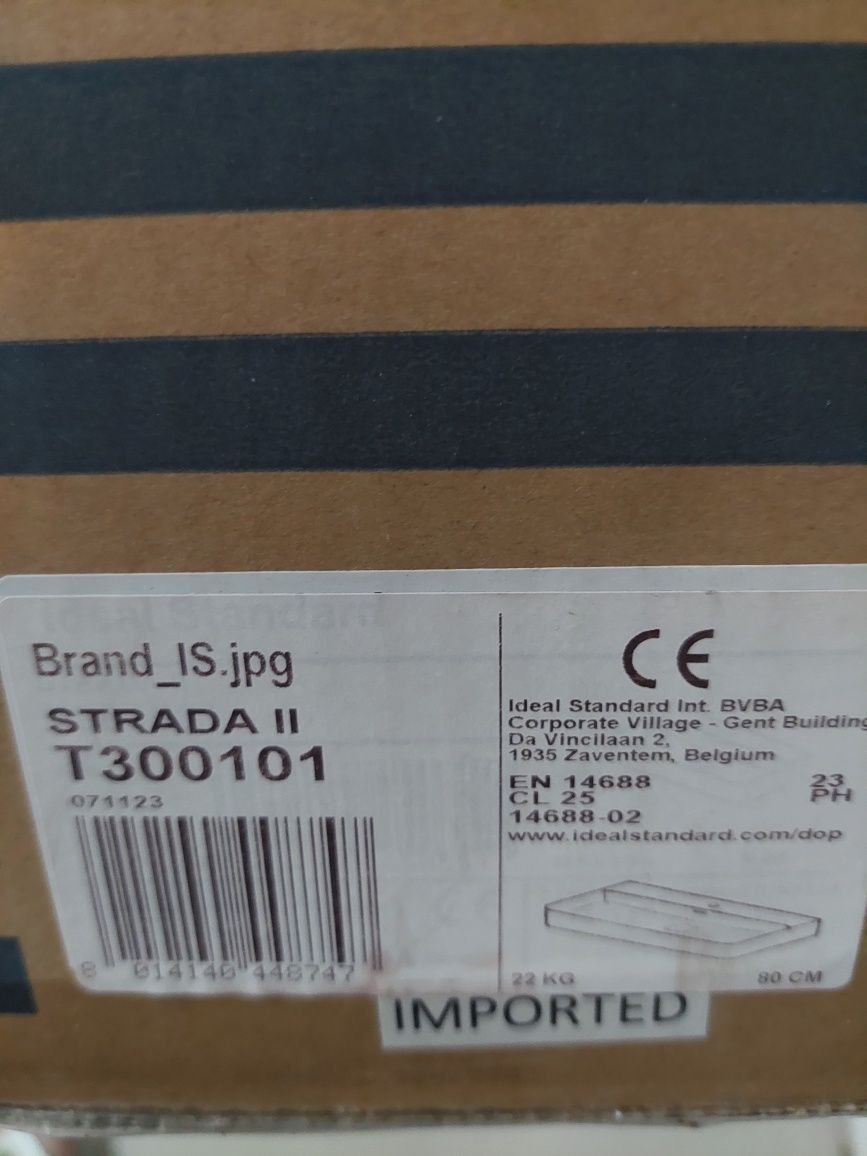 Ideal Standard
Brand_IS.jpg
STRADA II
T300101
071123
8 014140 448747
CE
Ideal Standard Int. BVBA
Corporate Village - Gent Building
Da Vincilaan 2,
1935 Zaventem, Belgium
EN 14688 23
CL 25 PH
14688-02
www.idealstandard.com/dop
22 KG 80 CM
IMPORTED